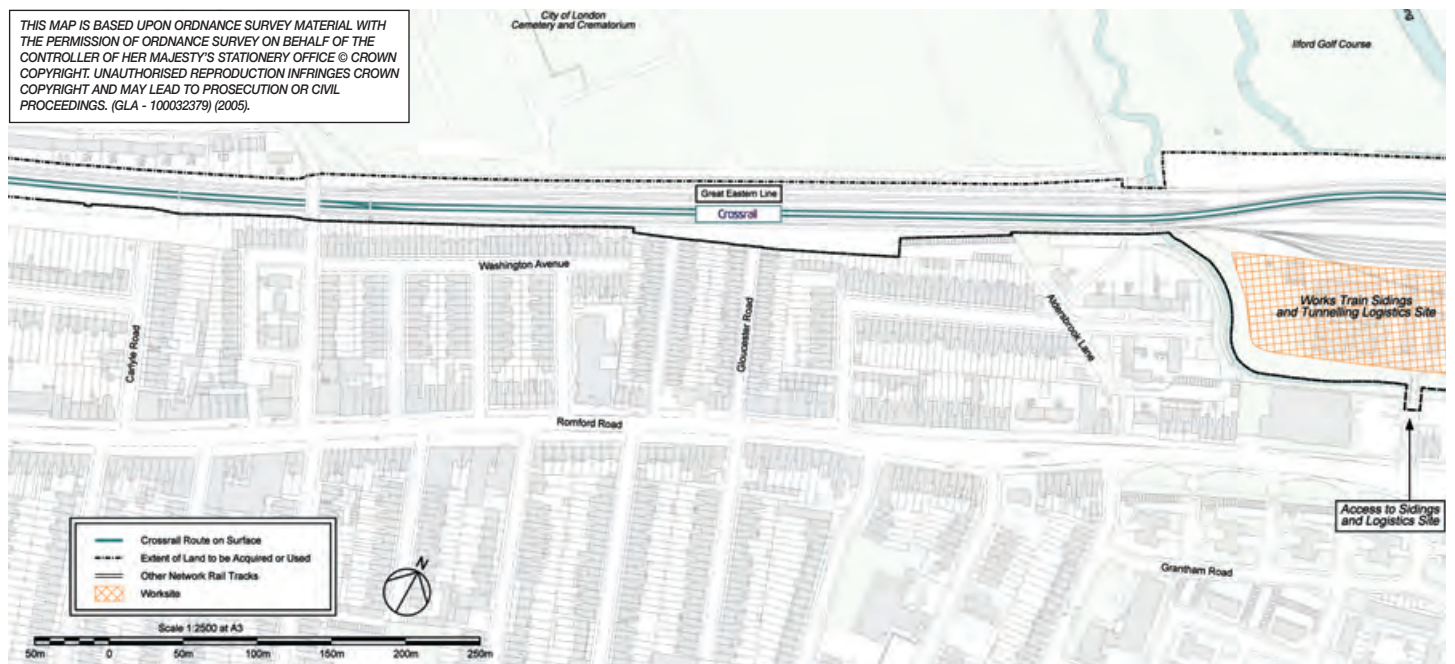 THIS MAP IS BASED UPON ORDNANCE SURVEY MATERIAL WITH
THE PERMISSION OF ORDNANCE SURVEY ON BEHALF OF THE
CONTROLLER OF HER MAJESTY'S STATIONERY OFFICE © CROWN
COPYRIGHT. UNAUTHORISED REPRODUCTION INFRINGES CROWN
COPYRIGHT AND MAY LEAD TO PROSECUTION OR CIVIL
PROCEEDINGS. (GLA - 100032379) (2005).
City of London
Cemetery and Crematorium
Ilford Golf Course
Great Eastern Line
Crossrail
Washington Avenue
Carlyle Road
Gloucester Road
Aldersbrook Lane
Works Train Sidings
and Tunnelling Logistics Site
Romford Road
Access to Sidings
and Logistics Site
Grantham Road
Crossrail Route on Surface
Extent of Land to be Acquired or Used
Other Network Rail Tracks
Worksite
N
Scale 1:2500 at A3
50m 0 50m 100m 150m 200m 250m